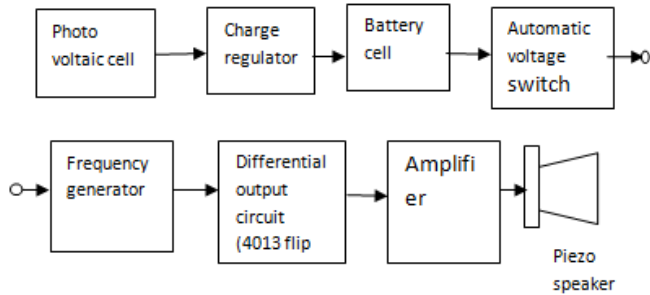 Photo
voltaic cell
Charge
regulator
Battery
cell
Automatic
voltage
switch
Frequency
generator
Differential
output
circuit
(4013 flip
Amplifi
er
Piezo
speaker